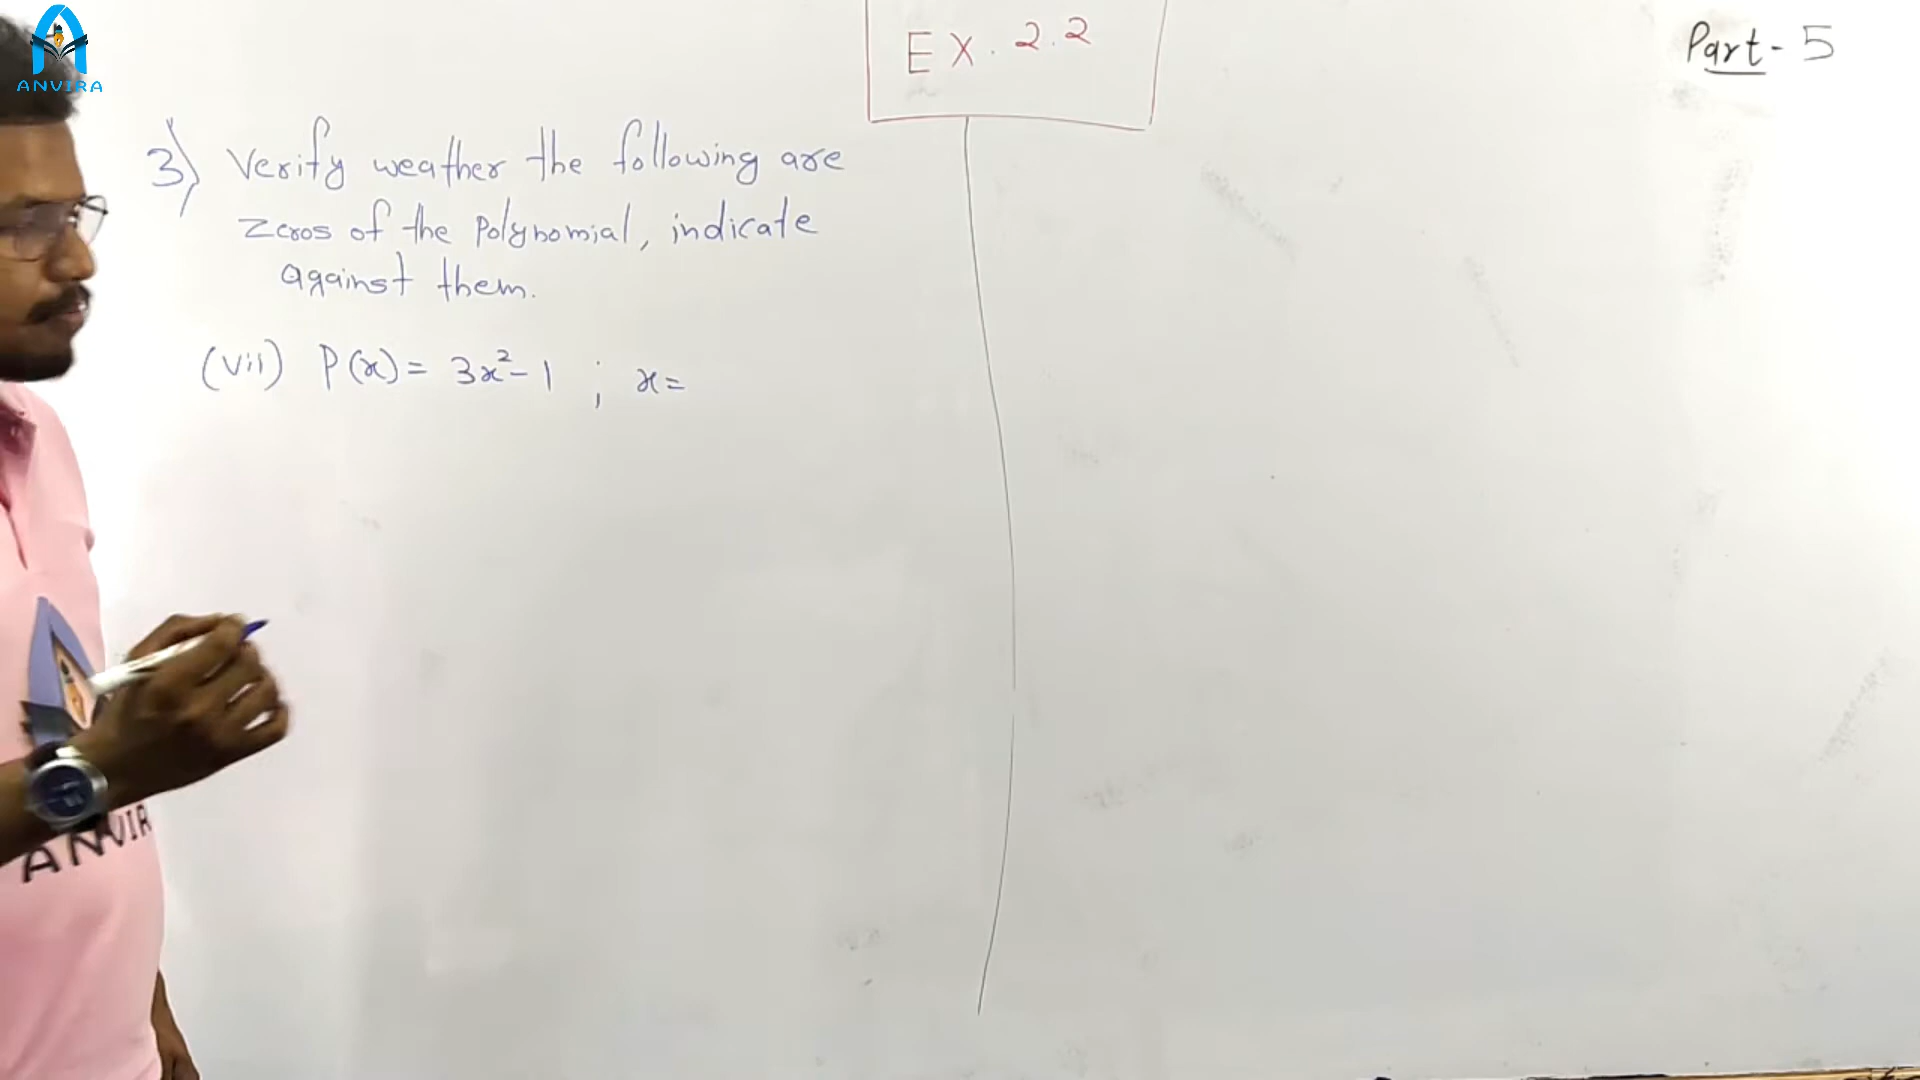 ANVIRA
EX. 2.2
Part - 5
3) Verify weather the following are
zeros of the polynomial, indicate
against them.
(vii) P(x) = 3x²-1 ; x=
ANVIR